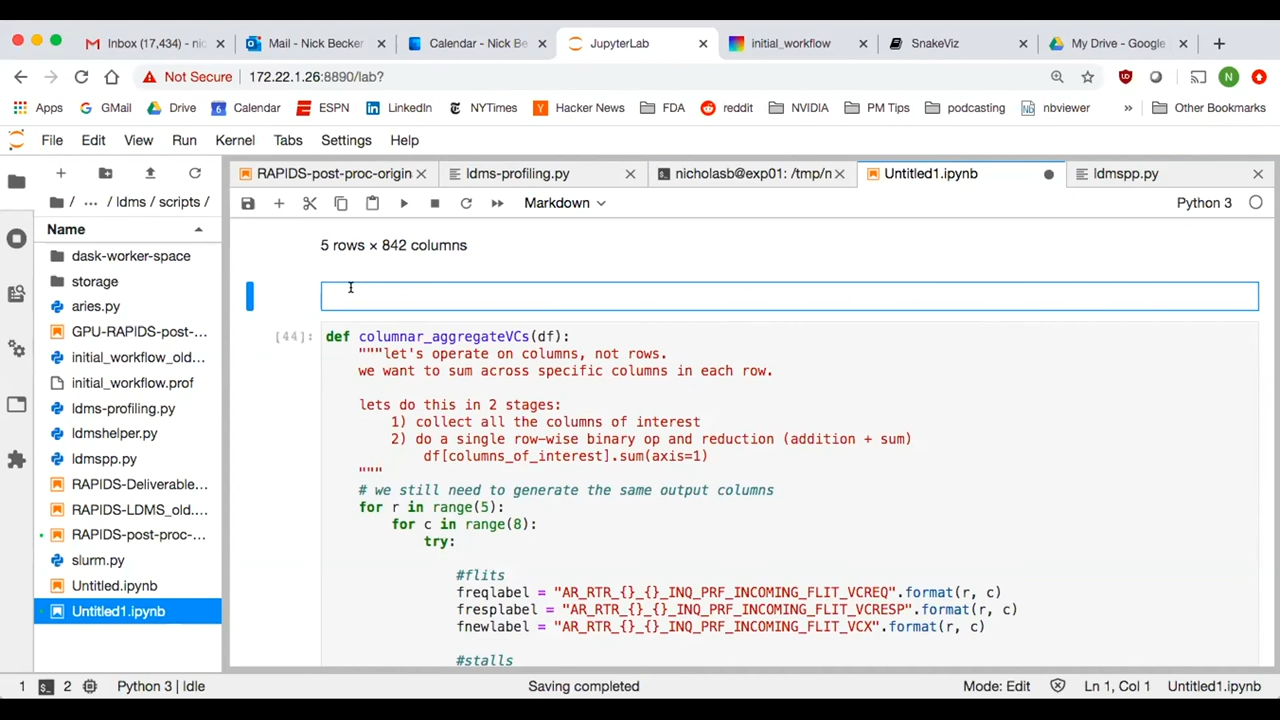 Inbox (17,434) - nic
Mail - Nick Becker
Calendar - Nick Be
JupyterLab
initial_workflow
SnakeViz
My Drive - Google
Not Secure
172.22.1.26:8890/lab?
N
Apps
GMail
Drive
Calendar
ESPN
LinkedIn
NYTimes
Hacker News
FDA
reddit
NVIDIA
PM Tips
podcasting
nbviewer
»
Other Bookmarks
File Edit View Run Kernel Tabs Settings Help
RAPIDS-post-proc-origin
ldms-profiling.py
nicholasb@exp01: /tmp/n
Untitled1.ipynb
ldmspp.py
/ ... / ldms / scripts /
Markdown
Python 3
Name
dask-worker-space
storage
aries.py
GPU-RAPIDS-post-...
initial_workflow_old...
initial_workflow.prof
ldms-profiling.py
ldmshelper.py
ldmspp.py
RAPIDS-Deliverable...
RAPIDS-LDMS_old....
RAPIDS-post-proc-...
slurm.py
Untitled.ipynb
Untitled1.ipynb
5 rows × 842 columns
[44]:
def columnar_aggregateVCs(df):
"""let's operate on columns, not rows.
we want to sum across specific columns in each row.
lets do this in 2 stages:
1) collect all the columns of interest
2) do a single row-wise binary op and reduction (addition + sum)
df[columns_of_interest].sum(axis=1)
"""
# we still need to generate the same output columns
for r in range(5):
for c in range(8):
try:
#flits
freqlabel = "AR_RTR_{}_{}_INQ_PRF_INCOMING_FLIT_VCREQ".format(r, c)
fresplabel = "AR_RTR_{}_{}_INQ_PRF_INCOMING_FLIT_VCRESP".format(r, c)
fnewlabel = "AR_RTR_{}_{}_INQ_PRF_INCOMING_FLIT_VCX".format(r, c)
#stalls
1
2
Python 3 | Idle
Saving completed
Mode: Edit
Ln 1, Col 1
Untitled1.ipynb